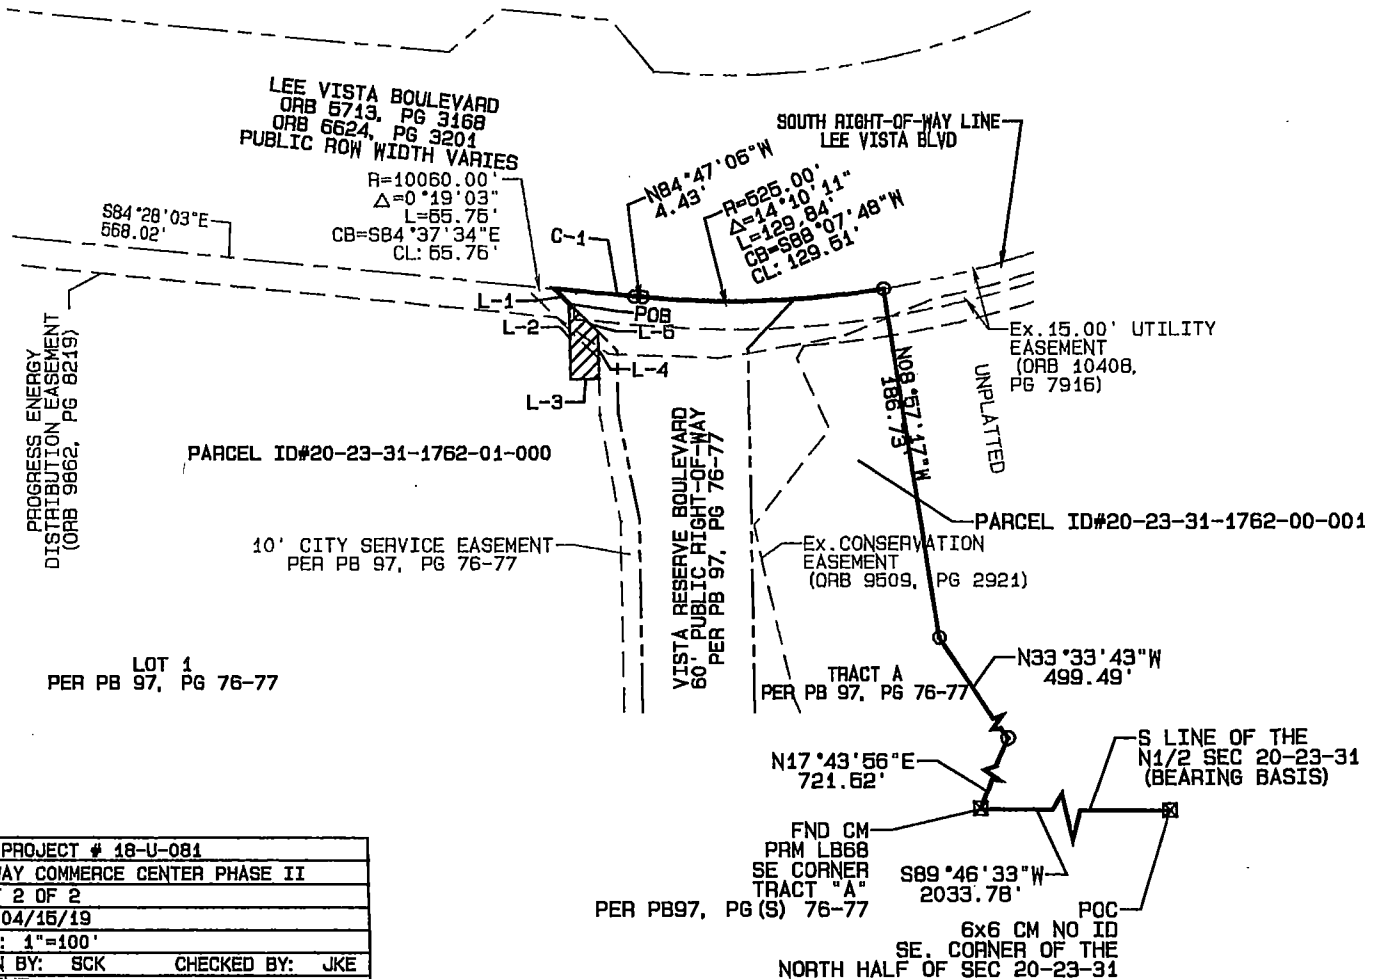 LEE VISTA BOULEVARD
ORB 5713, PG 3168
ORB 6624, PG 3201
PUBLIC ROW WIDTH VARIES
R=10060.00'
Δ=0°19'03"
L=55.75'
CB=S84°37'34"E
CL: 55.76'
S84°28'03"E
568.02'
C-1
N84°47'06"W
4.43'
R=525.00'
Δ=14°10'11"
L=129.84'
CB=S88°07'48"W
CL: 129.51'
SOUTH RIGHT-OF-WAY LINE
LEE VISTA BLVD
L-1
POB
L-2
L-5
L-4
L-3
PROGRESS ENERGY
DISTRIBUTION EASEMENT
(ORB 9862, PG 8219)
Ex.15.00' UTILITY
EASEMENT
(ORB 10408,
PG 7916)
UNPLATTED
N08°57'17"W
186.73'
PARCEL ID#20-23-31-1762-01-000
VISTA RESERVE BOULEVARD
60' PUBLIC RIGHT-OF-WAY
PER PB 97, PG 76-77
PARCEL ID#20-23-31-1762-00-001
10' CITY SERVICE EASEMENT
PER PB 97, PG 76-77
Ex.CONSERVATION
EASEMENT
(ORB 9509, PG 2921)
LOT 1
PER PB 97, PG 76-77
TRACT A
PER PB 97, PG 76-77
N33°33'43"W
499.49'
N17°43'56"E
721.52'
S LINE OF THE
N1/2 SEC 20-23-31
(BEARING BASIS)
FND CM
PRM LB68
SE CORNER
TRACT "A"
PER PB97, PG(S) 76-77
S89°46'33"W
2033.78'
POC
6x6 CM NO ID
SE. CORNER OF THE
NORTH HALF OF SEC 20-23-31
PROJECT # 18-U-081
AY COMMERCE CENTER PHASE II
2 OF 2
04/15/19
: 1"=100'
BY: SCK CHECKED BY: JKE